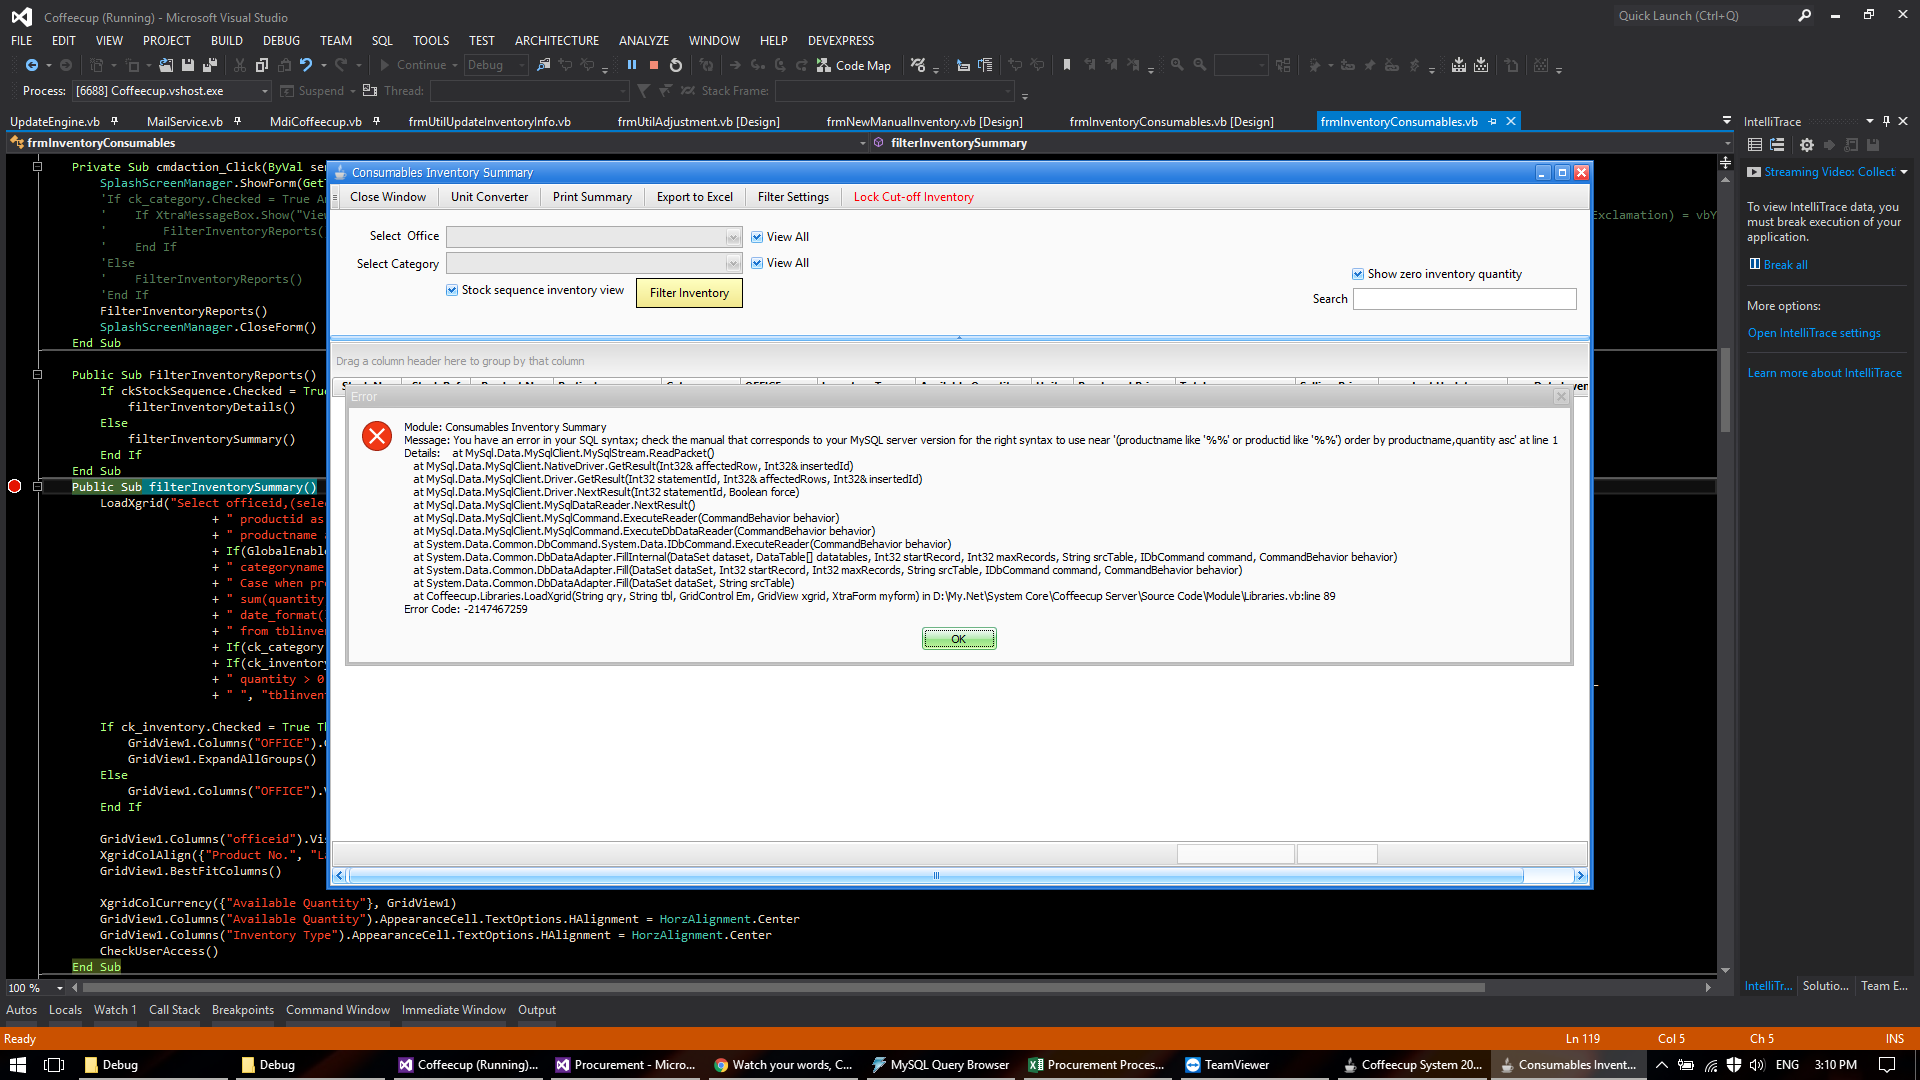 Coffeecup (Running) - Microsoft Visual Studio
Quick Launch (Ctrl+Q)
FILE EDIT VIEW PROJECT BUILD DEBUG TEAM SQL TOOLS TEST ARCHITECTURE ANALYZE WINDOW HELP DEVEXPRESS
Continue Debug Code Map
Process: [6688] Coffeecup.vshost.exe Suspend Thread: Stack Frame:
UpdateEngine.vb MailService.vb MdiCoffeecup.vb frmUtilUpdateInventoryInfo.vb frmUtilAdjustment.vb [Design] frmNewManualInventory.vb [Design] frmInventoryConsumables.vb [Design] frmInventoryConsumables.vb
frmInventoryConsumables filterInventorySummary
Private Sub cmdaction_Click(ByVal se
SplashScreenManager.ShowForm(Get
'If ck_category.Checked = True A
' If XtraMessageBox.Show("Vie
Exclamation) = vbY
' FilterInventoryReports(
' End If
'Else
' FilterInventoryReports()
'End If
FilterInventoryReports()
SplashScreenManager.CloseForm()
End Sub
Public Sub FilterInventoryReports()
If ckStockSequence.Checked = Tru
filterInventoryDetails()
Else
filterInventorySummary()
End If
End Sub
Public Sub filterInventorySummary()
LoadXgrid("Select officeid,(sele
+ " productid as
+ " productname
+ If(GlobalEnabl
+ " categoryname
+ " Case when pr
+ " sum(quantity
+ " date_format(
+ " from tblinven
+ If(ck_category
+ If(ck_inventory
+ " quantity > 0
+ " ", "tblinvent
If ck_inventory.Checked = True T
GridView1.Columns("OFFICE").
GridView1.ExpandAllGroups()
Else
GridView1.Columns("OFFICE").
End If
GridView1.Columns("officeid").Vis
XgridColAlign({"Product No.", "L
GridView1.BestFitColumns()
XgridColCurrency({"Available Quantity"}, GridView1)
GridView1.Columns("Available Quantity").AppearanceCell.TextOptions.HAlignment = HorzAlignment.Center
GridView1.Columns("Inventory Type").AppearanceCell.TextOptions.HAlignment = HorzAlignment.Center
CheckUserAccess()
End Sub
Consumables Inventory Summary
Close Window Unit Converter Print Summary Export to Excel Filter Settings Lock Cut-off Inventory
Select Office View All
Select Category View All
Stock sequence inventory view Filter Inventory
Show zero inventory quantity
Search
Drag a column header here to group by that column
Error
Module: Consumables Inventory Summary
Message: You have an error in your SQL syntax; check the manual that corresponds to your MySQL server version for the right syntax to use near '(productname like '%%' or productid like '%%') order by productname,quantity asc' at line 1
Details: at MySql.Data.MySqlClient.MySqlStream.ReadPacket()
at MySql.Data.MySqlClient.NativeDriver.GetResult(Int32& affectedRow, Int32& insertedId)
at MySql.Data.MySqlClient.Driver.GetResult(Int32 statementId, Int32& affectedRows, Int32& insertedId)
at MySql.Data.MySqlClient.Driver.NextResult(Int32 statementId, Boolean force)
at MySql.Data.MySqlClient.MySqlDataReader.NextResult()
at MySql.Data.MySqlClient.MySqlCommand.ExecuteReader(CommandBehavior behavior)
at MySql.Data.MySqlClient.MySqlCommand.ExecuteDbDataReader(CommandBehavior behavior)
at System.Data.Common.DbCommand.System.Data.IDbCommand.ExecuteReader(CommandBehavior behavior)
at System.Data.Common.DbDataAdapter.FillInternal(DataSet dataset, DataTable[] datatables, Int32 startRecord, Int32 maxRecords, String srcTable, IDbCommand command, CommandBehavior behavior)
at System.Data.Common.DbDataAdapter.Fill(DataSet dataSet, Int32 startRecord, Int32 maxRecords, String srcTable, IDbCommand command, CommandBehavior behavior)
at System.Data.Common.DbDataAdapter.Fill(DataSet dataSet, String srcTable)
at Coffeecup.Libraries.LoadXgrid(String qry, String tbl, GridControl Em, GridView xgrid, XtraForm myform) in D:\My.Net\System Core\Coffeecup Server\Source Code\Module\Libraries.vb:line 89
Error Code: -2147467259
OK
IntelliTrace
Streaming Video: Collect
To view IntelliTrace data, you
must break execution of your
application.
Break all
More options:
Open IntelliTrace settings
Learn more about IntelliTrace
IntelliTr... Solutio... Team E...
100 %
Autos Locals Watch 1 Call Stack Breakpoints Command Window Immediate Window Output
Ready Ln 119 Col 5 Ch 5 INS
Debug Debug Coffeecup (Running)... Procurement - Micro... Watch your words, C... MySQL Query Browser Procurement Proces... TeamViewer Coffeecup System 20... Consumables Invent... ENG 3:10 PM